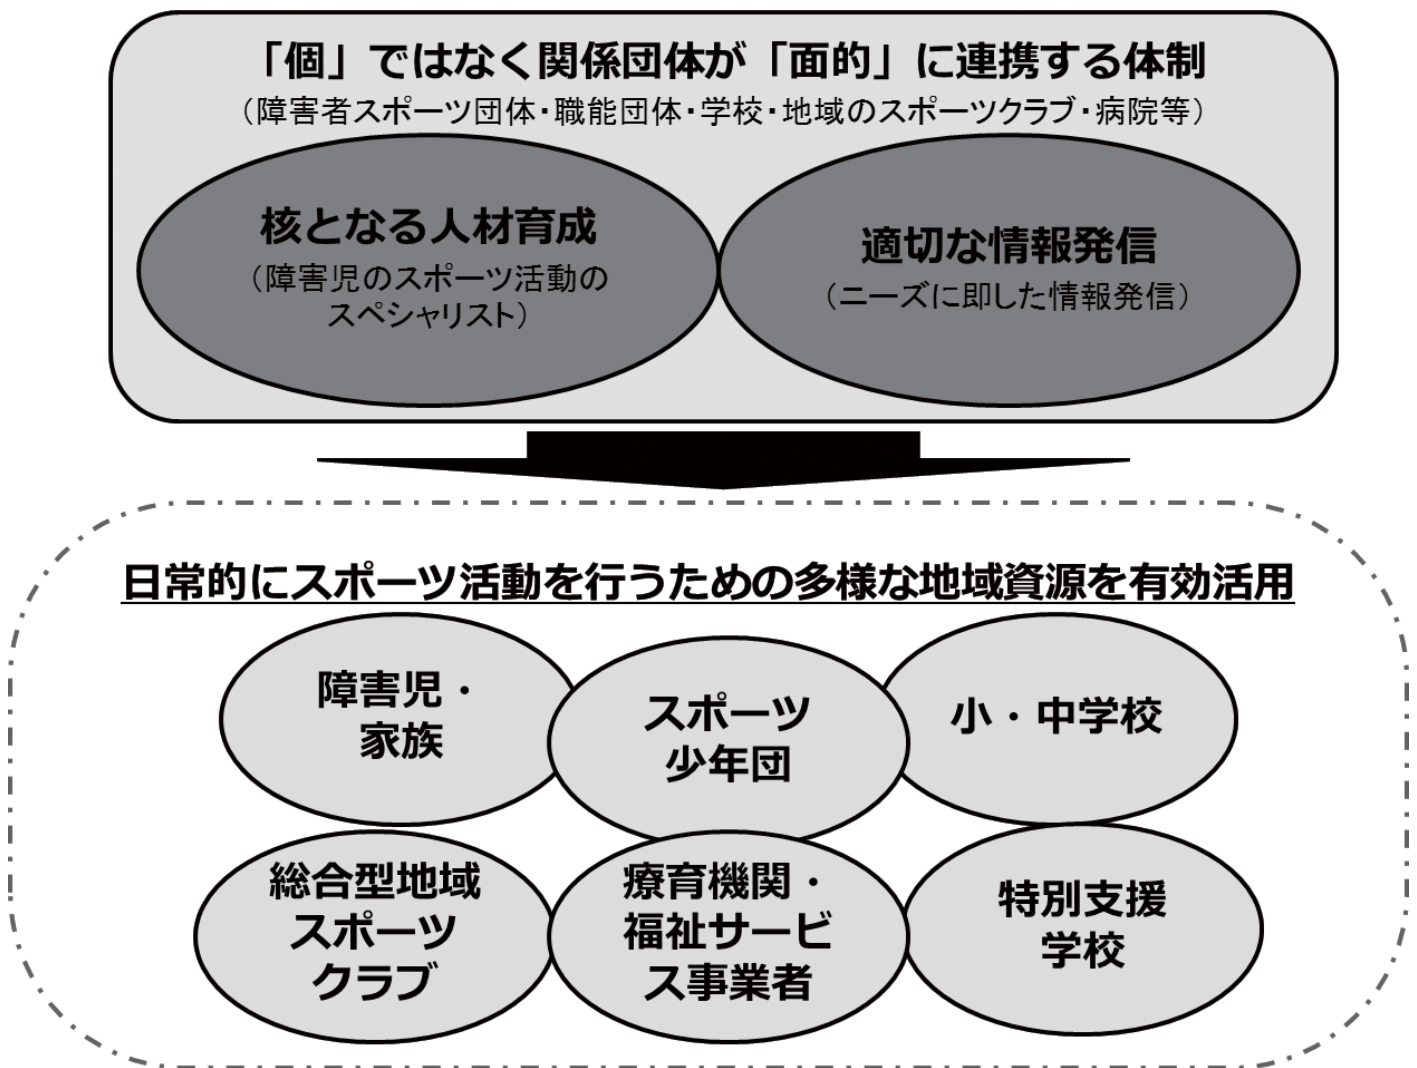 「個」ではなく関係団体が「面的」に連携する体制
（障害者スポーツ団体・職能団体・学校・地域のスポーツクラブ・病院等）
核となる人材育成
（障害児のスポーツ活動の
スペシャリスト）
適切な情報発信
（ニーズに即した情報発信）
日常的にスポーツ活動を行うための多様な地域資源を有効活用
障害児・
家族
スポーツ
少年団
小・中学校
総合型地域
スポーツ
クラブ
療育機関・
福祉サービ
ス事業者
特別支援
学校